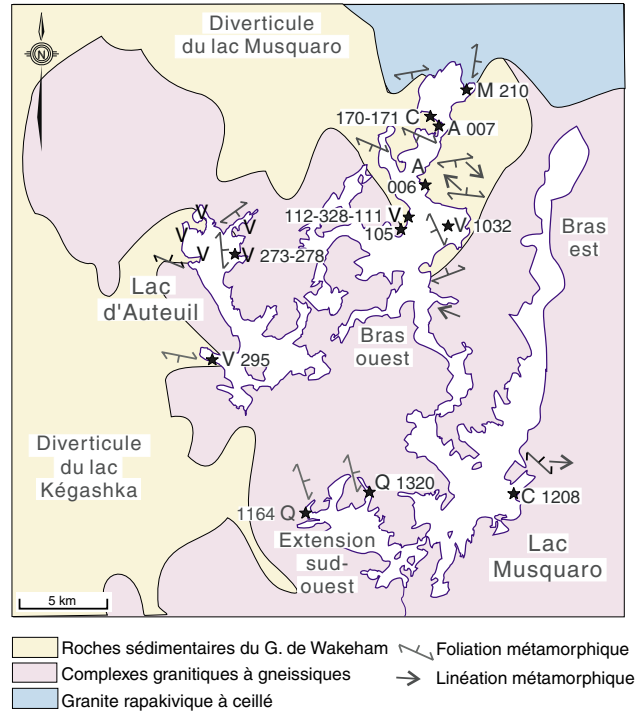 Diverticule
du lac Musquaro
N
M 210
170-171 C
A 007
A
006
112-328-111 V
105
V 1032
Bras
est
V
V
V
V
V 273-278
Lac
d'Auteuil
Bras
ouest
V 295
Diverticule
du lac
Kégashka
Q 1320
1164 Q
C 1208
Extension
sud-
ouest
Lac
Musquaro
5 km
Roches sédimentaires du G. de Wakeham
Foliation métamorphique
Complexes granitiques à gneissiques
Linéation métamorphique
Granite rapakivique à ceillé